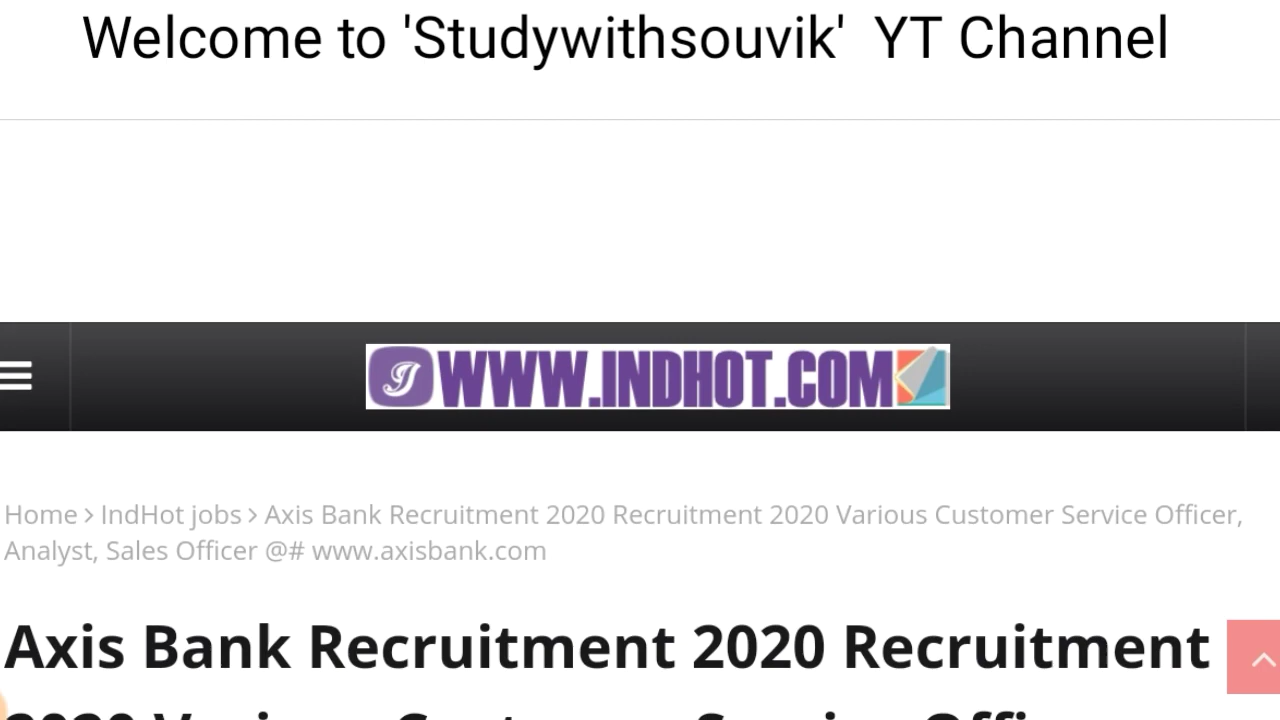 Welcome to 'Studywithsouvik' YT Channel
WWW.INDHOT.COM
Home > IndHot jobs > Axis Bank Recruitment 2020 Recruitment 2020 Various Customer Service Officer,
Analyst, Sales Officer @# www.axisbank.com
Axis Bank Recruitment 2020 Recruitment